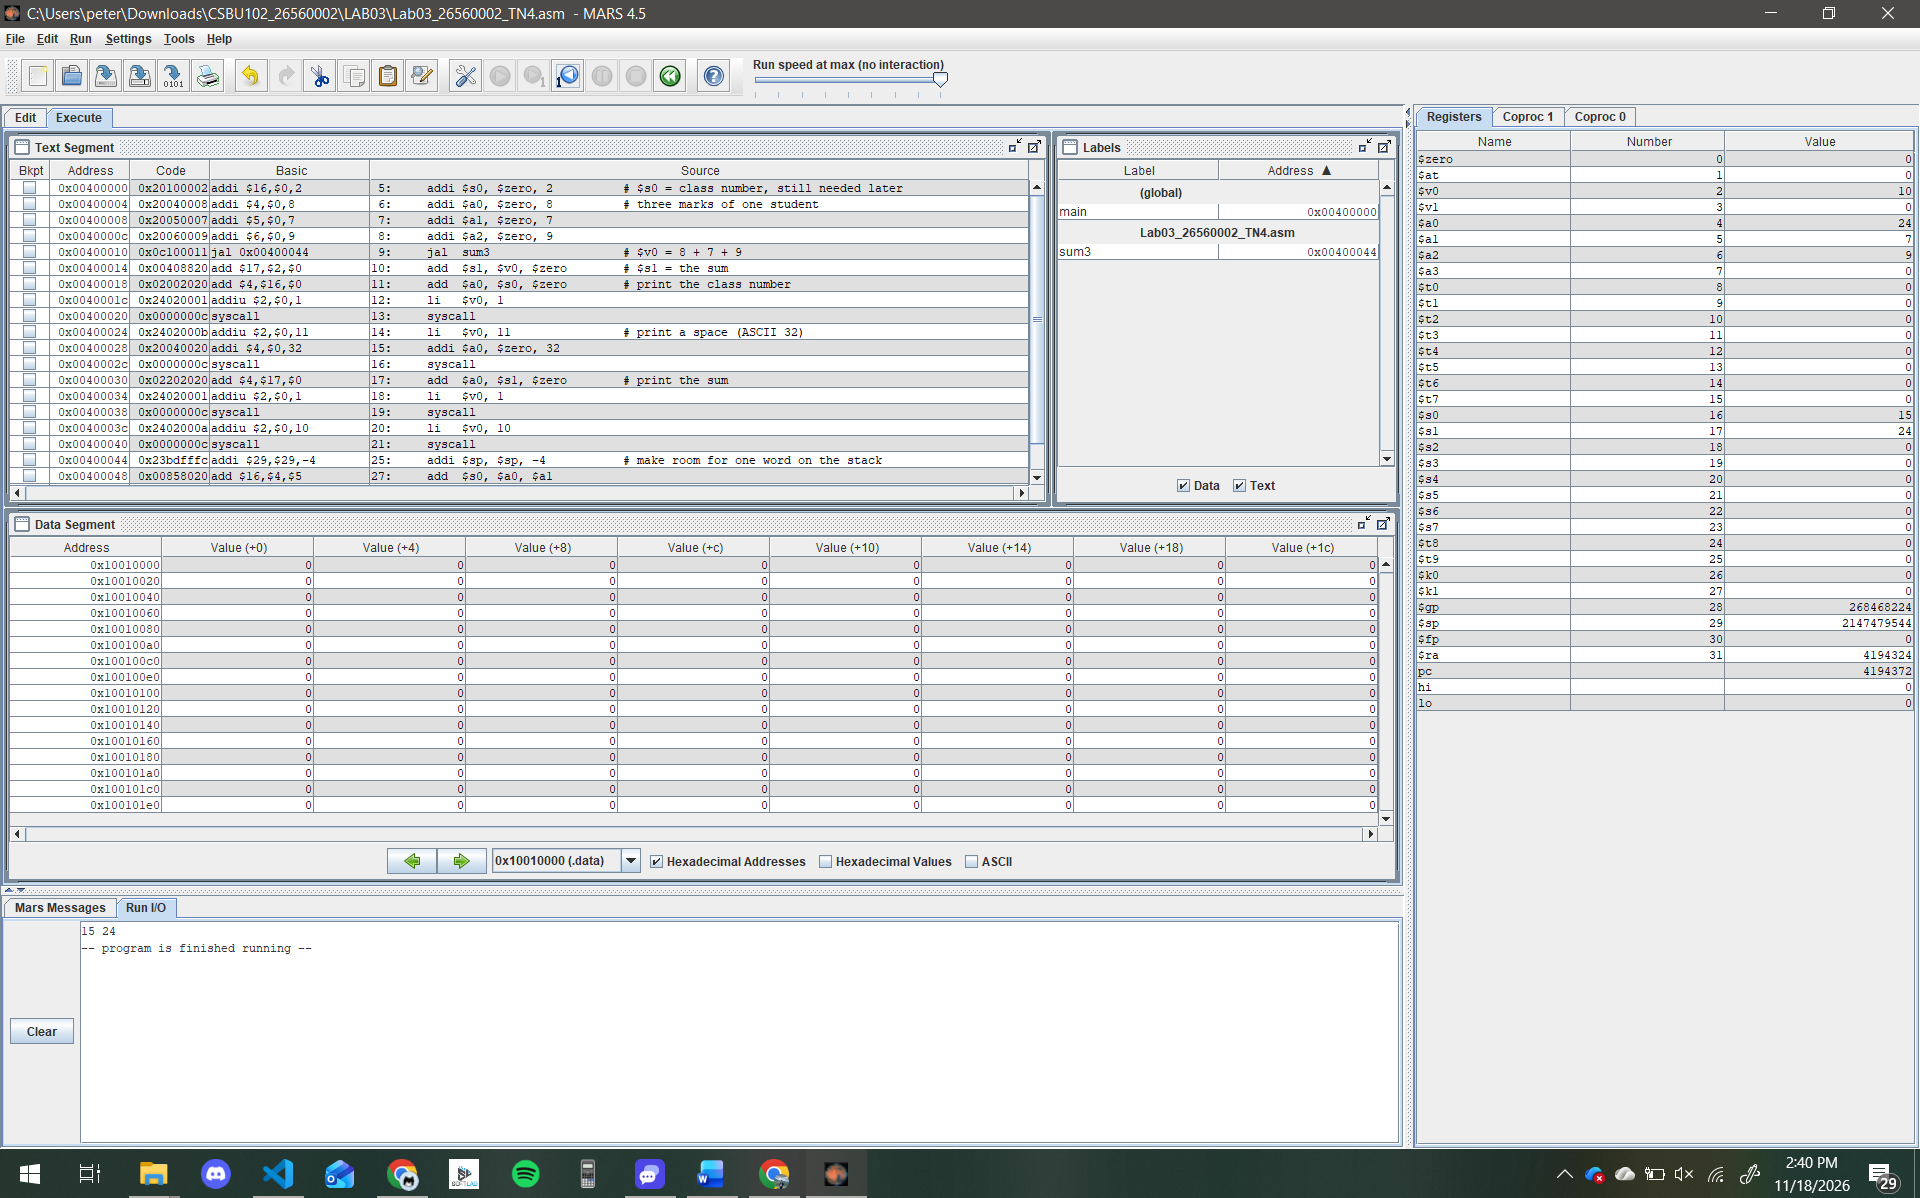 C:\Users\peter\Downloads\CSBU102_26560002\LAB03\Lab03_26560002_TN4.asm - MARS 4.5
File Edit Run Settings Tools Help
Run speed at max (no interaction)
Edit Execute
Text Segment
Bkpt Address Code Basic Source
0x00400000 0x20100002 addi $16,$0,2 5: addi $s0, $zero, 2 # $s0 = class number, still needed later
0x00400004 0x20040008 addi $4,$0,8 6: addi $a0, $zero, 8 # three marks of one student
0x00400008 0x20050007 addi $5,$0,7 7: addi $a1, $zero, 7
0x0040000c 0x20060009 addi $6,$0,9 8: addi $a2, $zero, 9
0x00400010 0x0c100011 jal 0x00400044 9: jal sum3 # $v0 = 8 + 7 + 9
0x00400014 0x00408820 add $17,$2,$0 10: add $s1, $v0, $zero # $s1 = the sum
0x00400018 0x02002020 add $4,$16,$0 11: add $a0, $s0, $zero # print the class number
0x0040001c 0x24020001 addiu $2,$0,1 12: li $v0, 1
0x00400020 0x0000000c syscall 13: syscall
0x00400024 0x2402000b addiu $2,$0,11 14: li $v0, 11 # print a space (ASCII 32)
0x00400028 0x20040020 addi $4,$0,32 15: addi $a0, $zero, 32
0x0040002c 0x0000000c syscall 16: syscall
0x00400030 0x02202020 add $4,$17,$0 17: add $a0, $s1, $zero # print the sum
0x00400034 0x24020001 addiu $2,$0,1 18: li $v0, 1
0x00400038 0x0000000c syscall 19: syscall
0x0040003c 0x2402000a addiu $2,$0,10 20: li $v0, 10
0x00400040 0x0000000c syscall 21: syscall
0x00400044 0x23bdfffc addi $29,$29,-4 25: addi $sp, $sp, -4 # make room for one word on the stack
0x00400048 0x00858020 add $16,$4,$5 27: add $s0, $a0, $a1
Labels
Label Address ▲
(global)
main 0x00400000
Lab03_26560002_TN4.asm
sum3 0x00400044
Data Text
Data Segment
Address Value (+0) Value (+4) Value (+8) Value (+c) Value (+10) Value (+14) Value (+18) Value (+1c)
0x10010000 0 0 0 0 0 0 0 0
0x10010020 0 0 0 0 0 0 0 0
0x10010040 0 0 0 0 0 0 0 0
0x10010060 0 0 0 0 0 0 0 0
0x10010080 0 0 0 0 0 0 0 0
0x100100a0 0 0 0 0 0 0 0 0
0x100100c0 0 0 0 0 0 0 0 0
0x100100e0 0 0 0 0 0 0 0 0
0x10010100 0 0 0 0 0 0 0 0
0x10010120 0 0 0 0 0 0 0 0
0x10010140 0 0 0 0 0 0 0 0
0x10010160 0 0 0 0 0 0 0 0
0x10010180 0 0 0 0 0 0 0 0
0x100101a0 0 0 0 0 0 0 0 0
0x100101c0 0 0 0 0 0 0 0 0
0x100101e0 0 0 0 0 0 0 0 0
0x10010000 (.data) Hexadecimal Addresses Hexadecimal Values ASCII
Mars Messages Run I/O
15 24
-- program is finished running --
Clear
Registers Coproc 1 Coproc 0
Name Number Value
$zero 0 0
$at 1 0
$v0 2 10
$v1 3 0
$a0 4 24
$a1 5 7
$a2 6 9
$a3 7 0
$t0 8 0
$t1 9 0
$t2 10 0
$t3 11 0
$t4 12 0
$t5 13 0
$t6 14 0
$t7 15 0
$s0 16 15
$s1 17 24
$s2 18 0
$s3 19 0
$s4 20 0
$s5 21 0
$s6 22 0
$s7 23 0
$t8 24 0
$t9 25 0
$k0 26 0
$k1 27 0
$gp 28 268468224
$sp 29 2147479544
$fp 30 0
$ra 31 4194324
pc 4194372
hi 0
lo 0
2:40 PM
11/18/2026
29